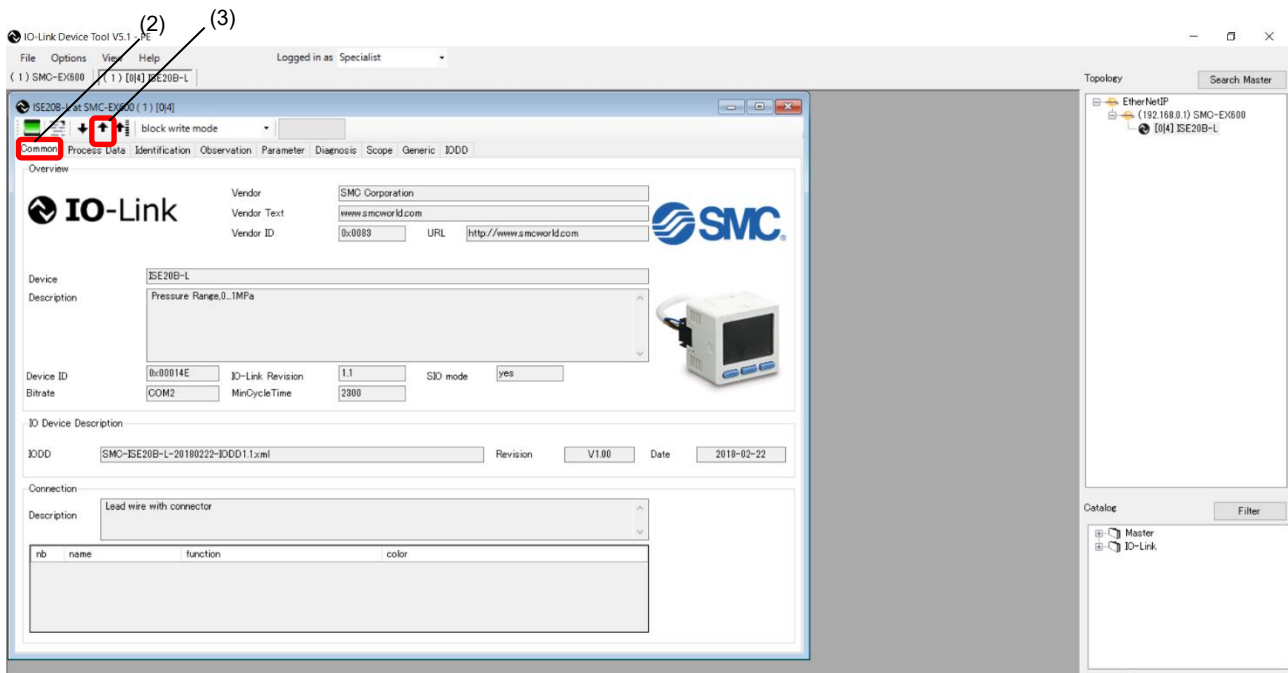 (2)
(3)
IO-Link Device Tool V5.1 - PE
File Options View Help Logged in as Specialist
( 1 ) SMC-EX600 ( 1 ) [0|4] ISE20B-L
Topology Search Master
EtherNetIP
(192.168.0.1) SMC-EX600
[0|4] ISE20B-L
ISE20B-L at SMC-EX600 ( 1 ) [0|4]
block write mode
Common Process Data Identification Observation Parameter Diagnosis Scope Generic IODD
Overview
IO-Link
Vendor SMC Corporation
Vendor Text www.smcworld.com
Vendor ID 0x0083 URL http://www.smcworld.com
SMC
Device ISE20B-L
Description Pressure Range,0..1MPa
Device ID 0x00014E IO-Link Revision 1.1 SIO mode yes
Bitrate COM2 MinCycleTime 2300
IO Device Description
IODD SMC-ISE20B-L-20180222-IODD1.1.xml Revision V1.00 Date 2018-02-22
Connection
Description Lead wire with connector
nb name function color
Catalog Filter
Master
IO-Link